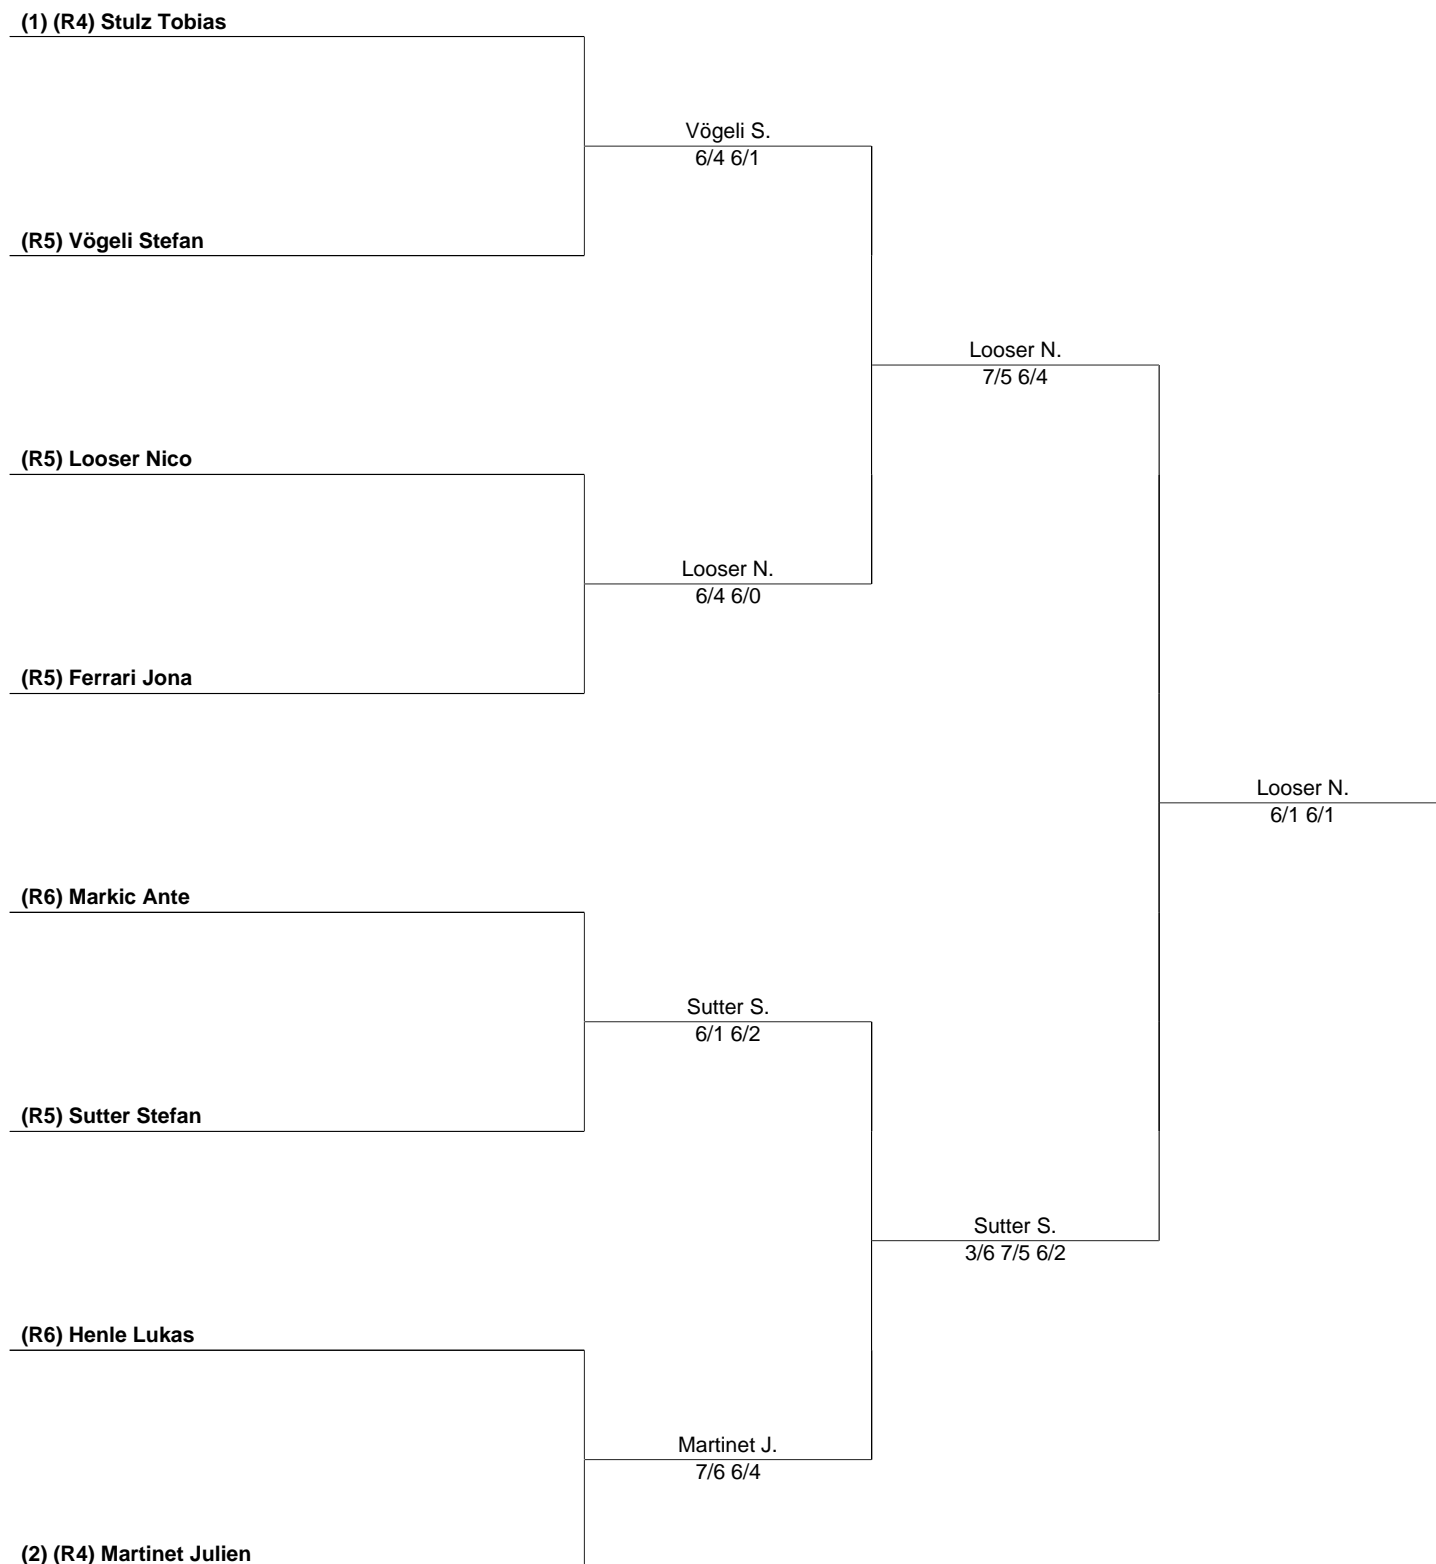 (1) (R4) Stulz Tobias
Vögeli S.
6/4 6/1
(R5) Vögeli Stefan
Looser N.
7/5 6/4
(R5) Looser Nico
Looser N.
6/4 6/0
(R5) Ferrari Jona
Looser N.
6/1 6/1
(R6) Markic Ante
Sutter S.
6/1 6/2
(R5) Sutter Stefan
Sutter S.
3/6 7/5 6/2
(R6) Henle Lukas
Martinet J.
7/6 6/4
(2) (R4) Martinet Julien